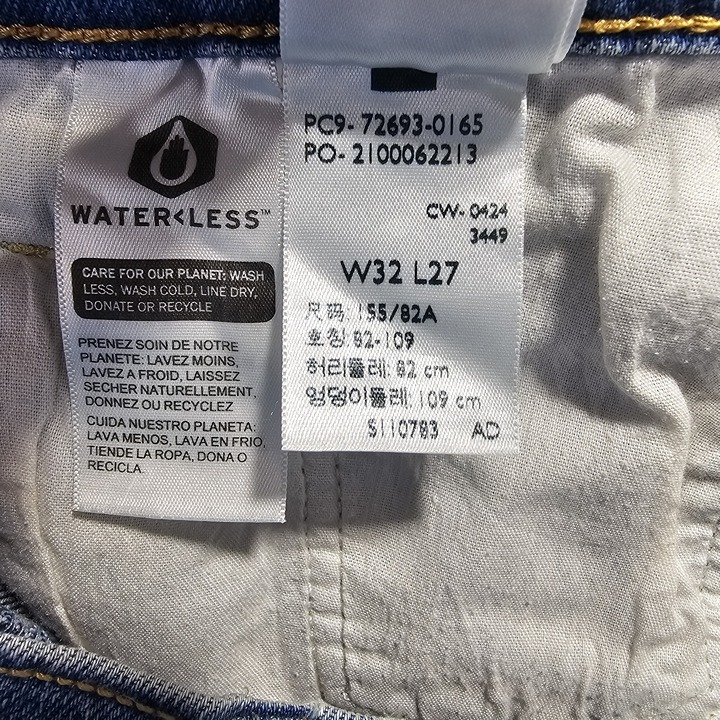 WATER<LESS™
CARE FOR OUR PLANET: WASH
LESS, WASH COLD, LINE DRY,
DONATE OR RECYCLE
PRENEZ SOIN DE NOTRE
PLANETE: LAVEZ MOINS,
LAVEZ A FROID, LAISSEZ
SECHER NATURELLEMENT,
DONNEZ OU RECYCLEZ
CUIDA NUESTRO PLANETA:
LAVA MENOS, LAVA EN FRIO,
TIENDE LA ROPA, DONA O
RECICLA.
PC9- 72693-0165
PO- 2100062213
CW- 0424
3449
W32 L27
尺码: 155/82A
호칭 82-109
허리둘레: 82 cm
엉덩이둘레: 109 cm
S110783 AD